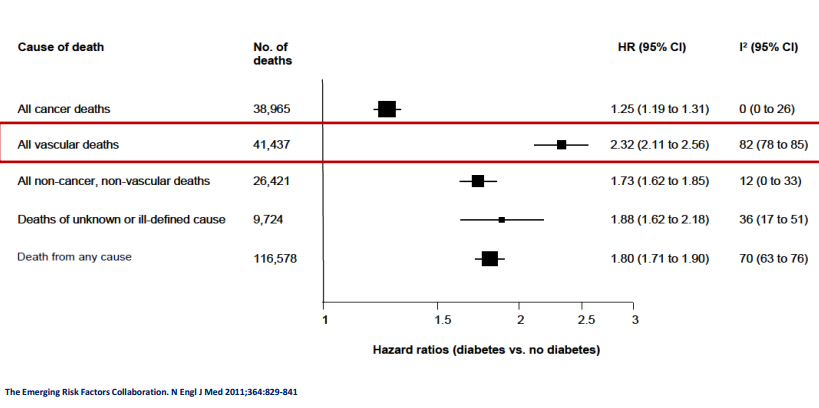 Cause of death No. of deaths HR (95% CI) I² (95% CI)
All cancer deaths 38,965 1.25 (1.19 to 1.31) 0 (0 to 26)
All vascular deaths 41,437 2.32 (2.11 to 2.56) 82 (78 to 85)
All non-cancer, non-vascular deaths 26,421 1.73 (1.62 to 1.85) 12 (0 to 33)
Deaths of unknown or ill-defined cause 9,724 1.88 (1.62 to 2.18) 36 (17 to 51)
Death from any cause 116,578 1.80 (1.71 to 1.90) 70 (63 to 76)
1 1.5 2 2.5 3
Hazard ratios (diabetes vs. no diabetes)
The Emerging Risk Factors Collaboration. N Engl J Med 2011;364:829-841